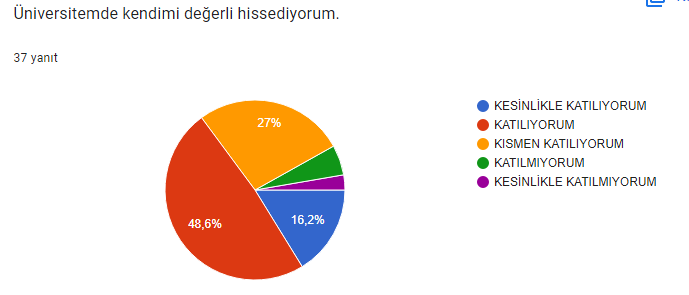 Üniversitemde kendimi değerli hissediyorum.
37 yanıt
KESİNLİKLE KATILIYORUM
KATILIYORUM
KISMEN KATILIYORUM
KATILMIYORUM
KESİNLİKLE KATILMIYORUM
27%
48,6%
16,2%